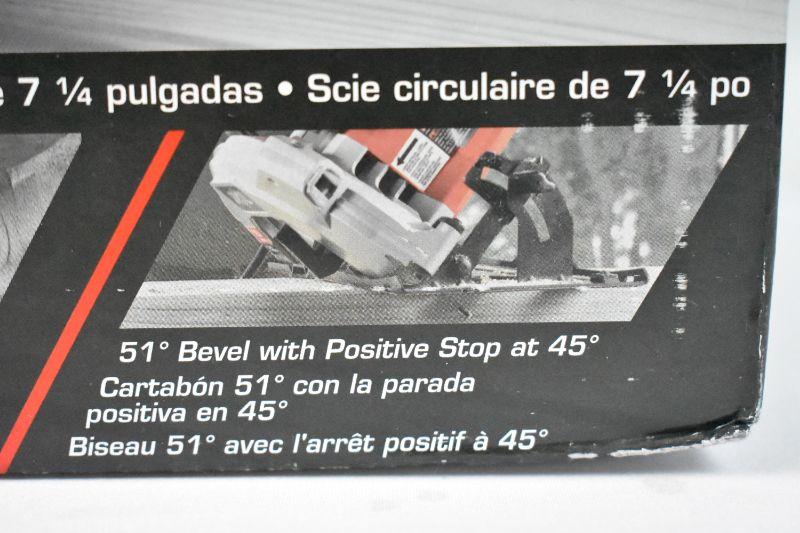 7 ¼ pulgadas • Scie circulaire de 7 ¼ po
51° Bevel with Positive Stop at 45°
Cartabón 51° con la parada
positiva en 45°
Biseau 51° avec l'arrêt positif à 45°